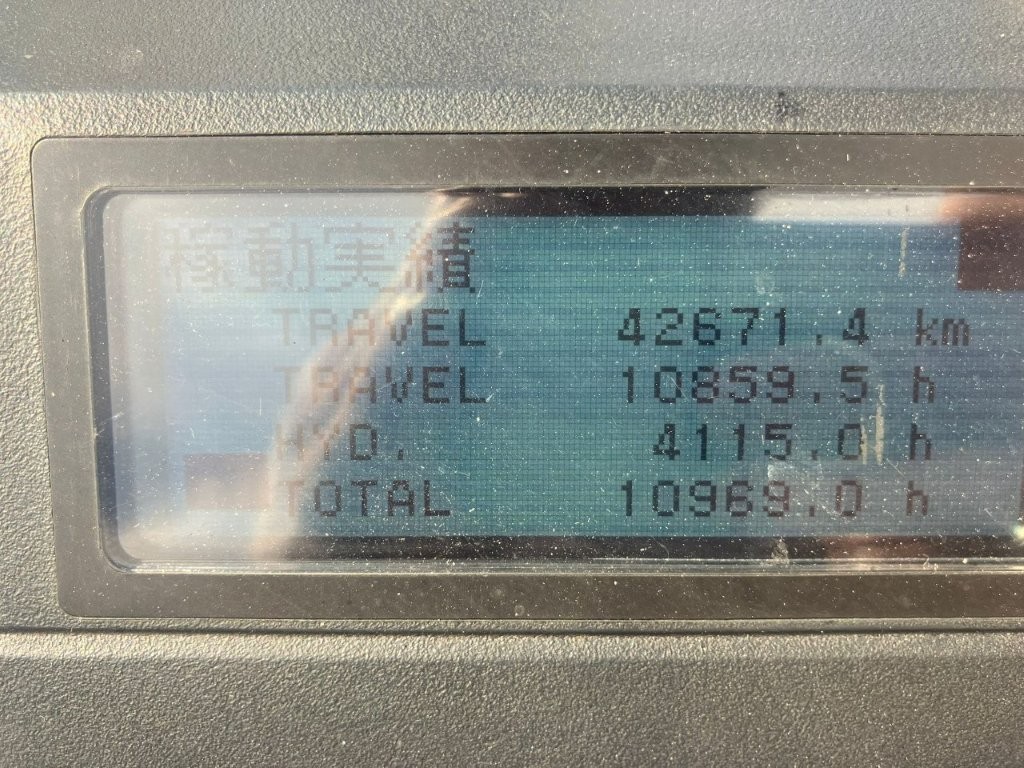 稼動実績
TRAVEL 42671.4 km
TRAVEL 10859.5 h
HYD. 4115.0 h
TOTAL 10969.0 h